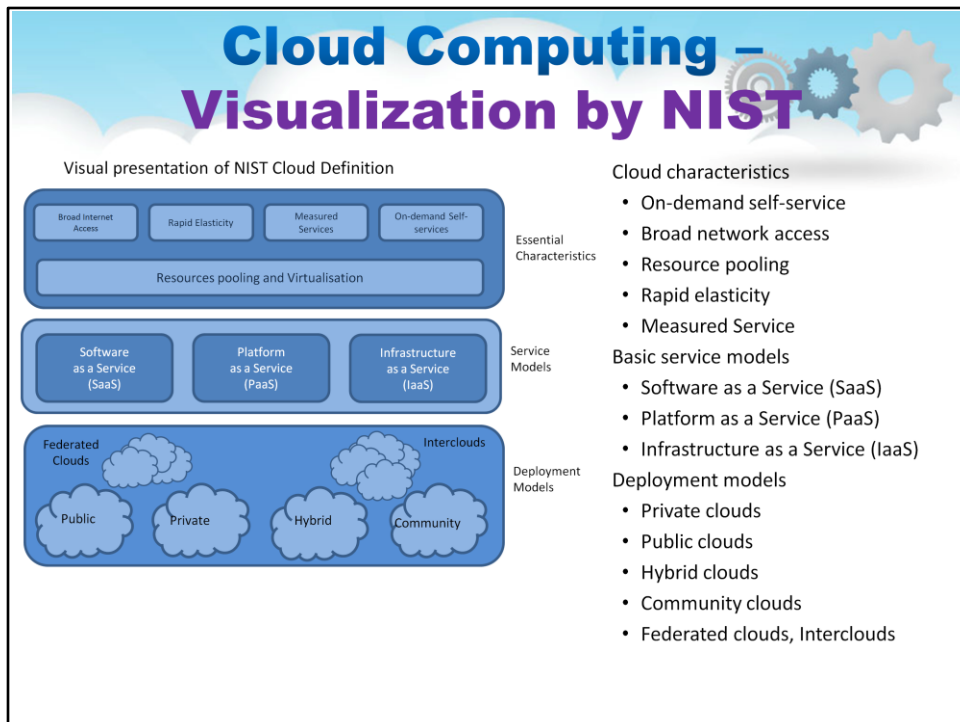 Cloud Computing –
Visualization by NIST
Visual presentation of NIST Cloud Definition
Broad Internet
Access
Rapid Elasticity
Measured
Services
On-demand Self-
services
Resources pooling and Virtualisation
Essential
Characteristics
Software
as a Service
(SaaS)
Platform
as a Service
(PaaS)
Infrastructure
as a Service
(IaaS)
Service
Models
Federated
Clouds
Interclouds
Public
Private
Hybrid
Community
Deployment
Models
Cloud characteristics
• On-demand self-service
• Broad network access
• Resource pooling
• Rapid elasticity
• Measured Service
Basic service models
• Software as a Service (SaaS)
• Platform as a Service (PaaS)
• Infrastructure as a Service (IaaS)
Deployment models
• Private clouds
• Public clouds
• Hybrid clouds
• Community clouds
• Federated clouds, Interclouds